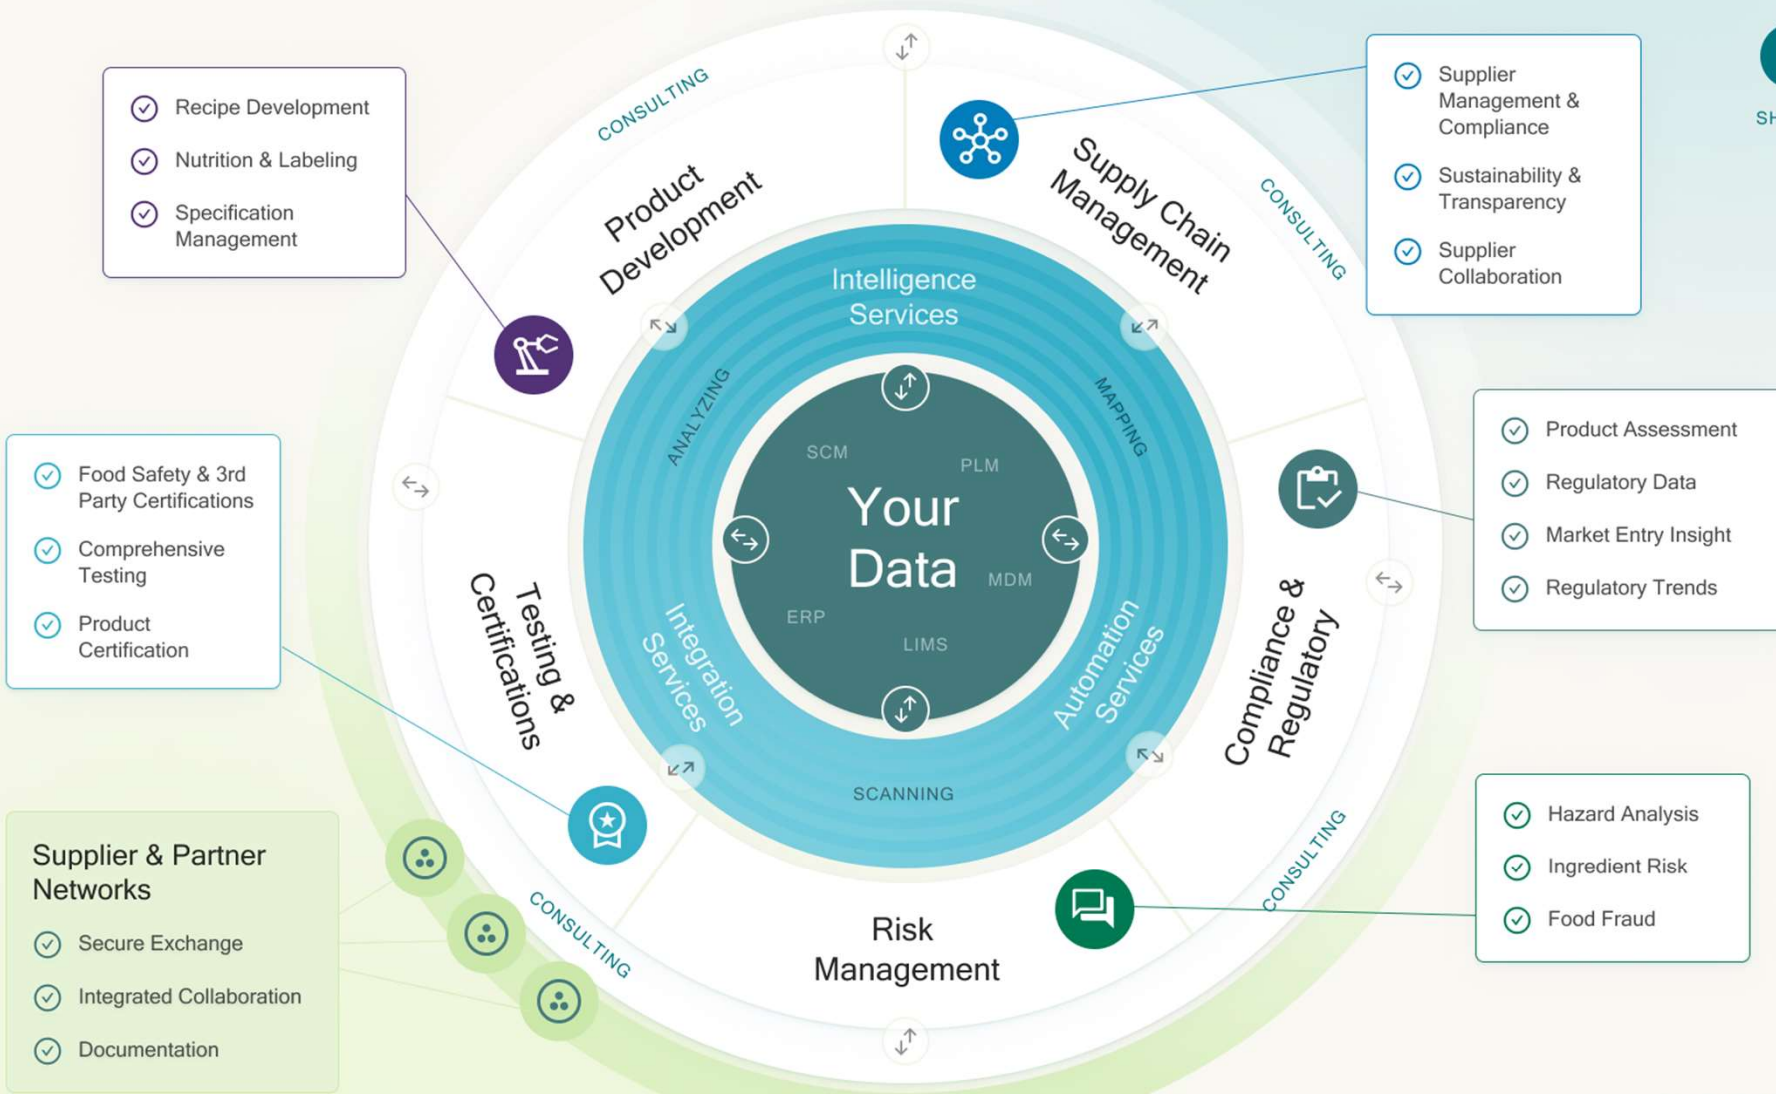 Recipe Development
Nutrition & Labeling
Specification
Management
CONSULTING
Product
Development
Supply Chain
Management
CONSULTING
Supplier
Management &
Compliance
Sustainability &
Transparency
Supplier
Collaboration
SH
Intelligence
Services
ANALYZING
MAPPING
SCM
PLM
Your
Data
MDM
ERP
LIMS
Integration
Services
Automation
Services
SCANNING
Food Safety & 3rd
Party Certifications
Comprehensive
Testing
Product
Certification
Testing &
Certifications
Compliance &
Regulatory
Product Assessment
Regulatory Data
Market Entry Insight
Regulatory Trends
Supplier & Partner
Networks
Secure Exchange
Integrated Collaboration
Documentation
CONSULTING
Risk
Management
CONSULTING
Hazard Analysis
Ingredient Risk
Food Fraud